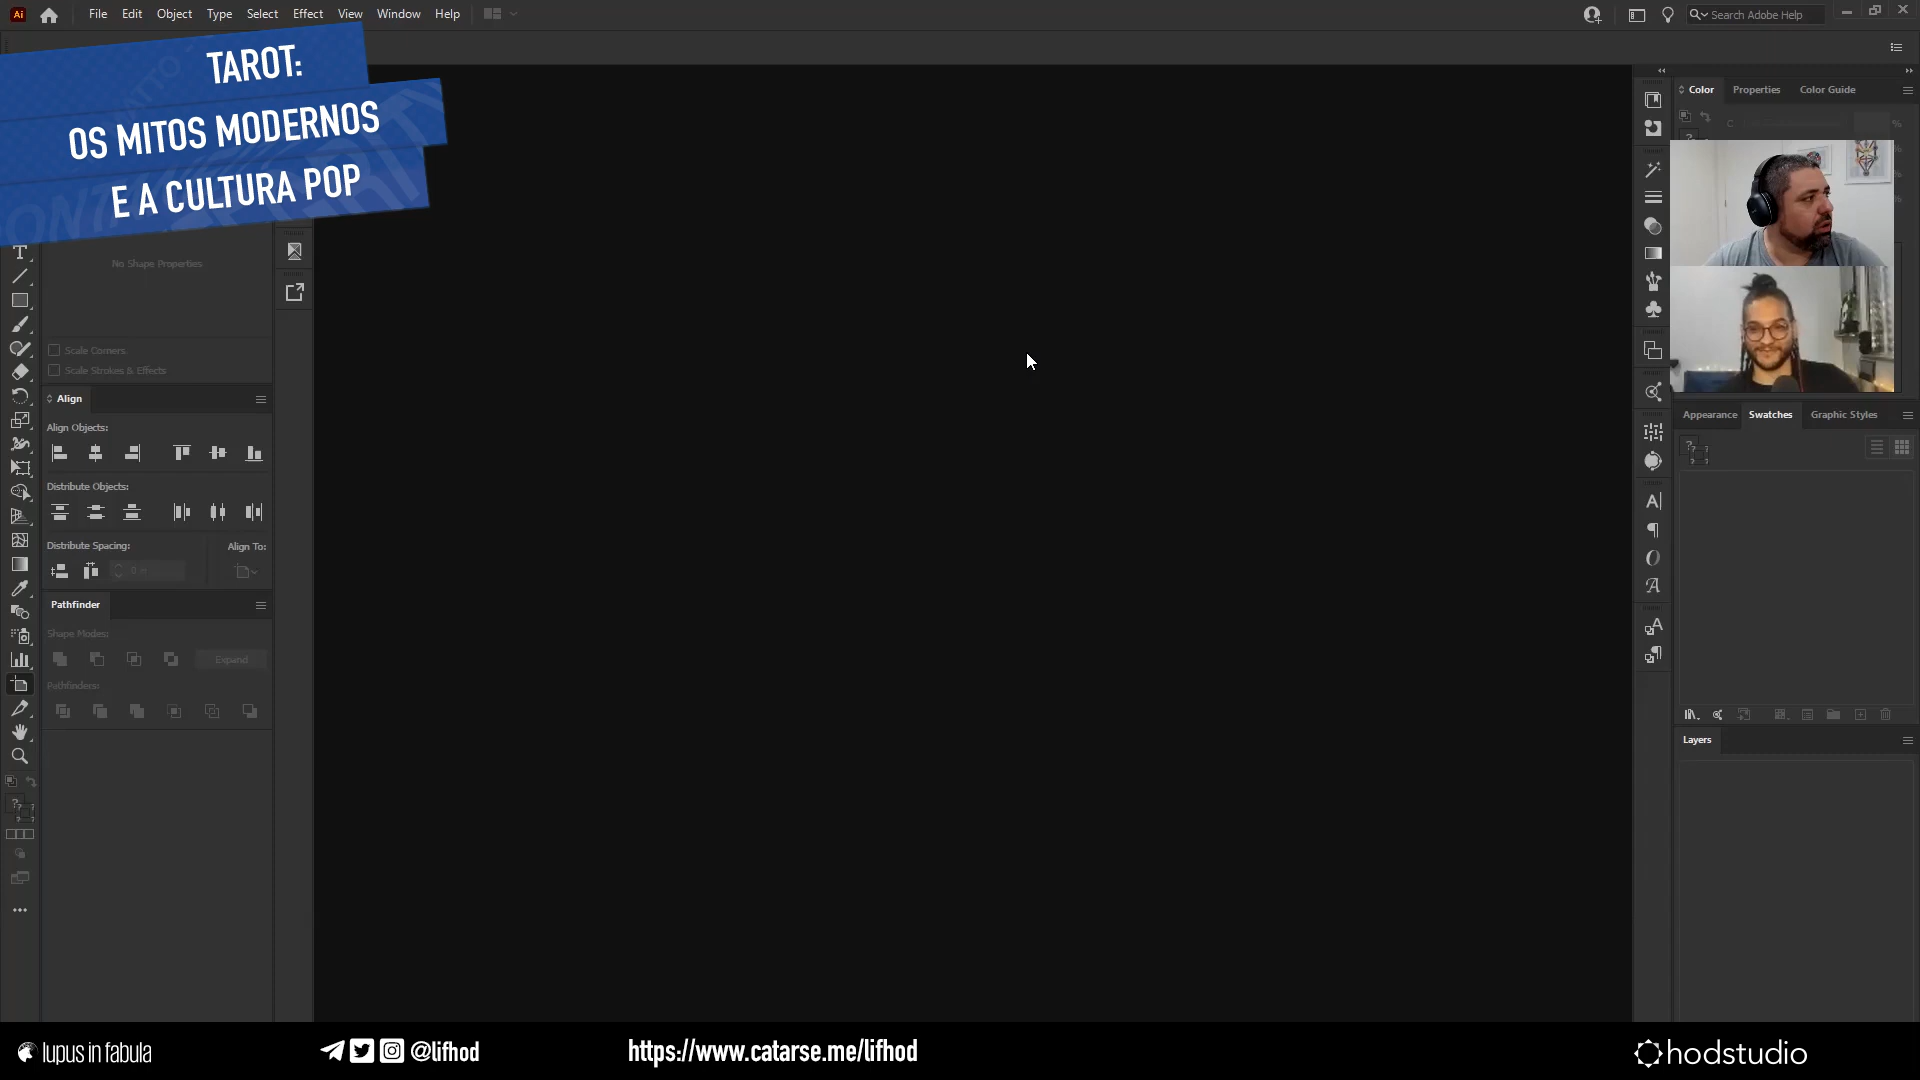 Ai
File Edit Object Type Select Effect View Window Help
Search Adobe Help
TAROT:
OS MITOS MODERNOS
E A CULTURA POP
Color Properties Color Guide
C %
%
%
%
No Shape Properties
Scale Corners
Scale Strokes & Effects
Align
Align Objects:
Distribute Objects:
Distribute Spacing:
Align To:
Pathfinder
Shape Modes:
Expand
Pathfinders:
Appearance Swatches Graphic Styles
Layers
lupus in fabula
@lifhod
https://www.catarse.me/lifhod
hodstudio